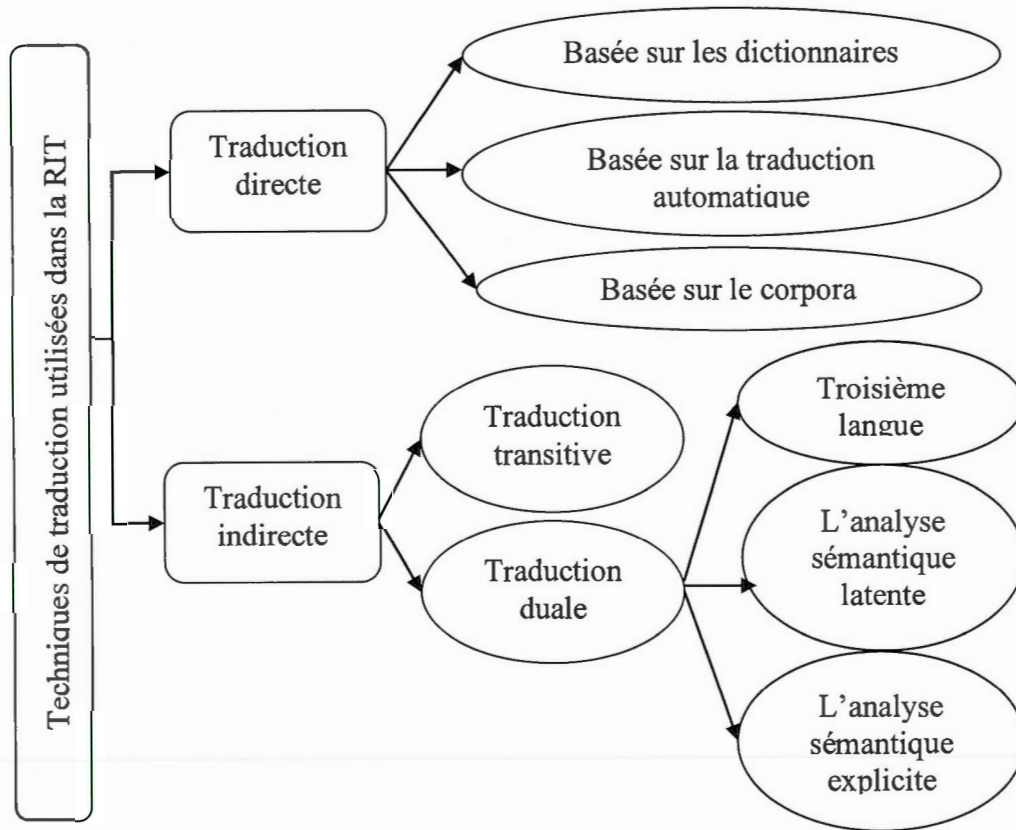 Techniques de traduction utilisées dans la RIT
Traduction
directe
Basée sur les dictionnaires
Basée sur la traduction
automatique
Basée sur le corpora
Traduction
indirecte
Traduction
transitive
Traduction
duale
Troisième
langue
L'analyse
sémantique
latente
L'analyse
sémantique
explicite